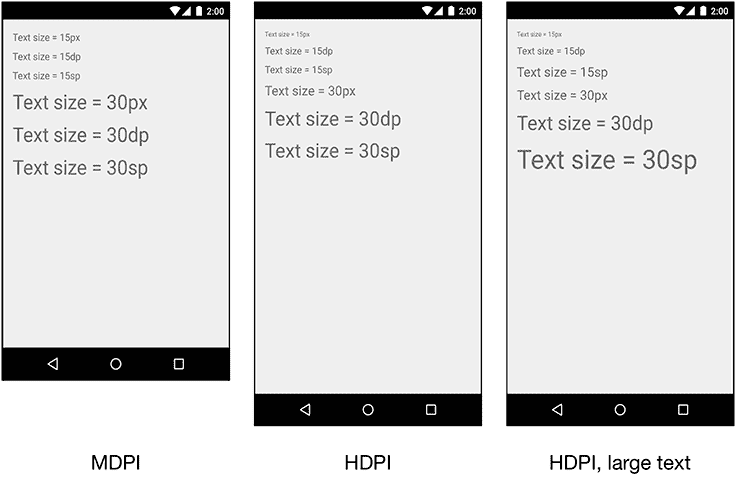 2:00
Text size = 15px
Text size = 15dp
Text size = 15sp
Text size = 30px
Text size = 30dp
Text size = 30sp
MDPI
2:00
Text size = 15px
Text size = 15dp
Text size = 15sp
Text size = 30px
Text size = 30dp
Text size = 30sp
HDPI
2:00
Text size = 15px
Text size = 15dp
Text size = 15sp
Text size = 30px
Text size = 30dp
Text size = 30sp
HDPI, large text